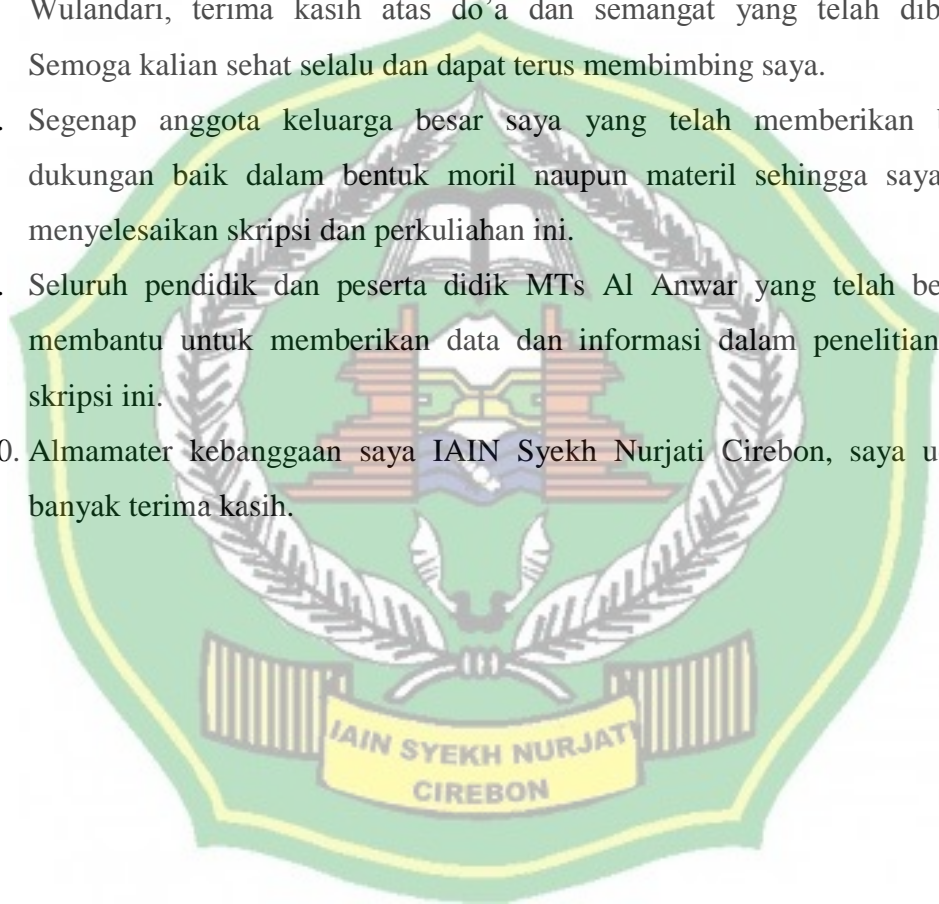 Wulandari, terima kasih atas do’a dan semangat yang telah
Semoga kalian sehat selalu dan dapat terus membimbing saya.
Segenap anggota keluarga besar saya yang telah memberikan
dukungan baik dalam bentuk moril naupun materil sehingga saya
menyelesaikan skripsi dan perkuliahan ini.
Seluruh pendidik dan peserta didik MTs Al Anwar yang telah
membantu untuk memberikan data dan informasi dalam penelitian
skripsi ini.
0. Almamater kebanggaan saya IAIN Syekh Nurjati Cirebon, saya
banyak terima kasih.
IAIN SYEKH NURJATI
CIREBON